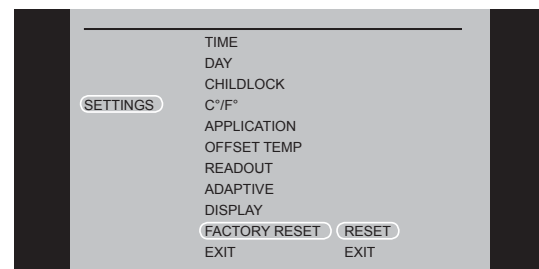 TIME
DAY
CHILDLOCK
SETTINGS C°/F°
APPLICATION
OFFSET TEMP
READOUT
ADAPTIVE
DISPLAY
FACTORY RESET RESET
EXIT EXIT